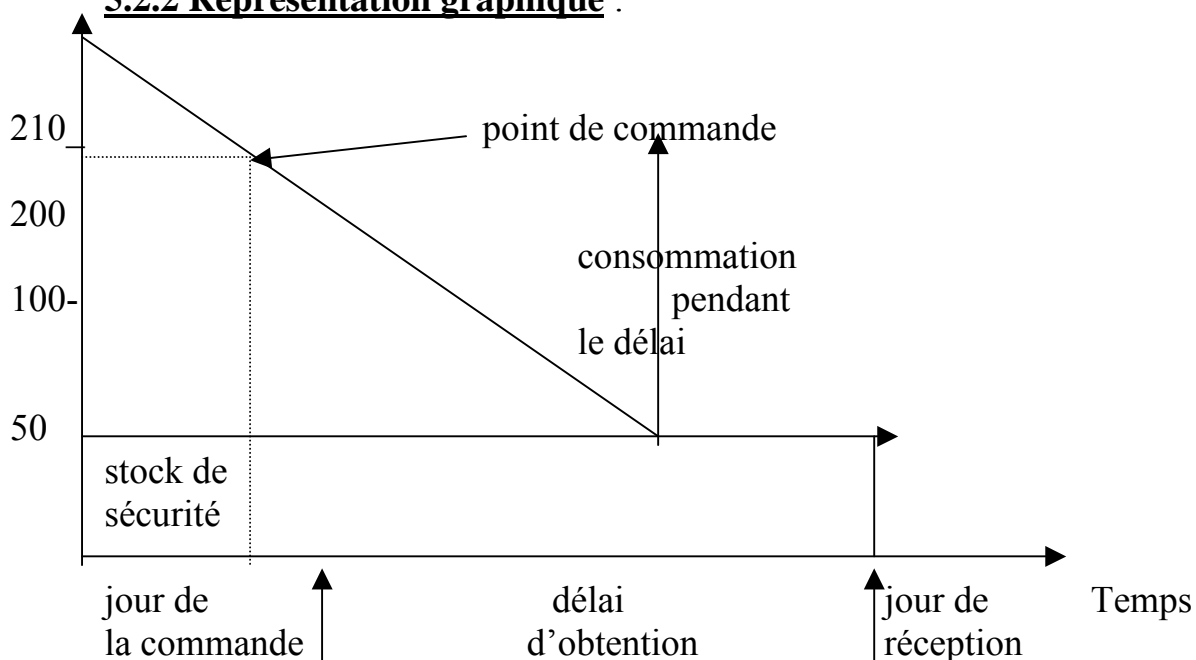 3.2.2 Représentation graphique :
210
point de commande
200
consommation
pendant
100-
le délai
50
stock de
sécurité
jour de
la commande
délai
d'obtention
jour de
réception
Temps